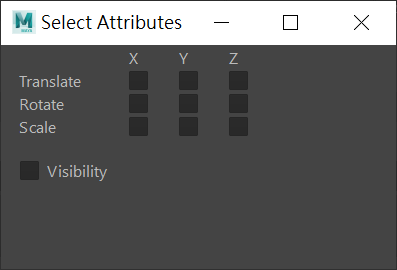 Select Attributes
X Y Z
Translate
Rotate
Scale
Visibility